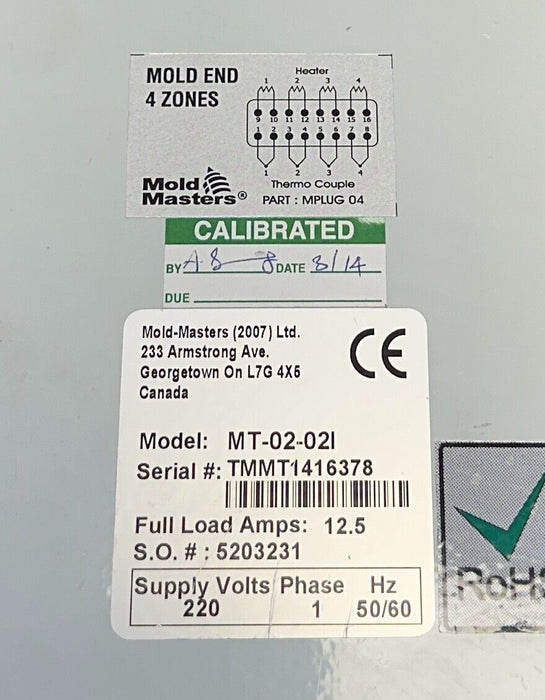 MOLD END
4 ZONES
Heater
1 2 3 4
9 10 11 12 13 14 15 16
1 2 3 4 5 6 7 8
1 2 3 4
Thermo Couple
PART : MPLUG 04
Mold
Masters®
CALIBRATED
BY DATE 8/14
DUE
Mold-Masters (2007) Ltd.
233 Armstrong Ave.
Georgetown On L7G 4X5
Canada
CE
Model: MT-02-02I
Serial #: TMMT1416378
Full Load Amps: 12.5
S.O. # : 5203231
Supply Volts Phase Hz
220 1 50/60
RoHS